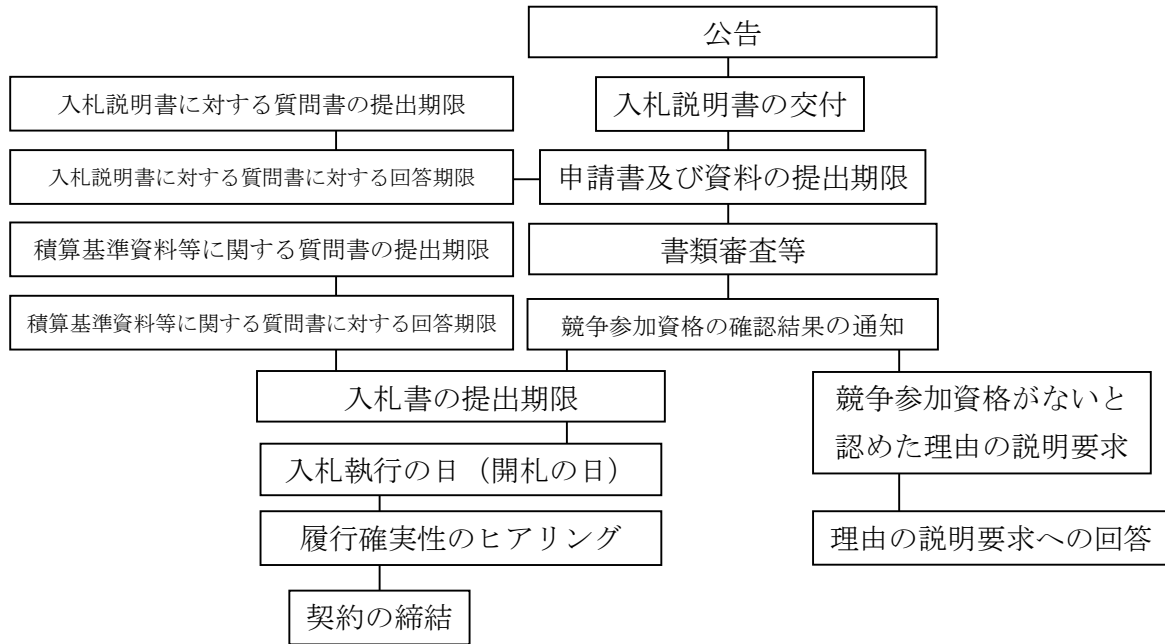 公告
入札説明書に対する質問書の提出期限
入札説明書の交付
入札説明書に対する質問書に対する回答期限
申請書及び資料の提出期限
積算基準資料等に関する質問書の提出期限
書類審査等
積算基準資料等に関する質問書に対する回答期限
競争参加資格の確認結果の通知
入札書の提出期限
競争参加資格がないと
認めた理由の説明要求
入札執行の日（開札の日）
履行確実性のヒアリング
理由の説明要求への回答
契約の締結